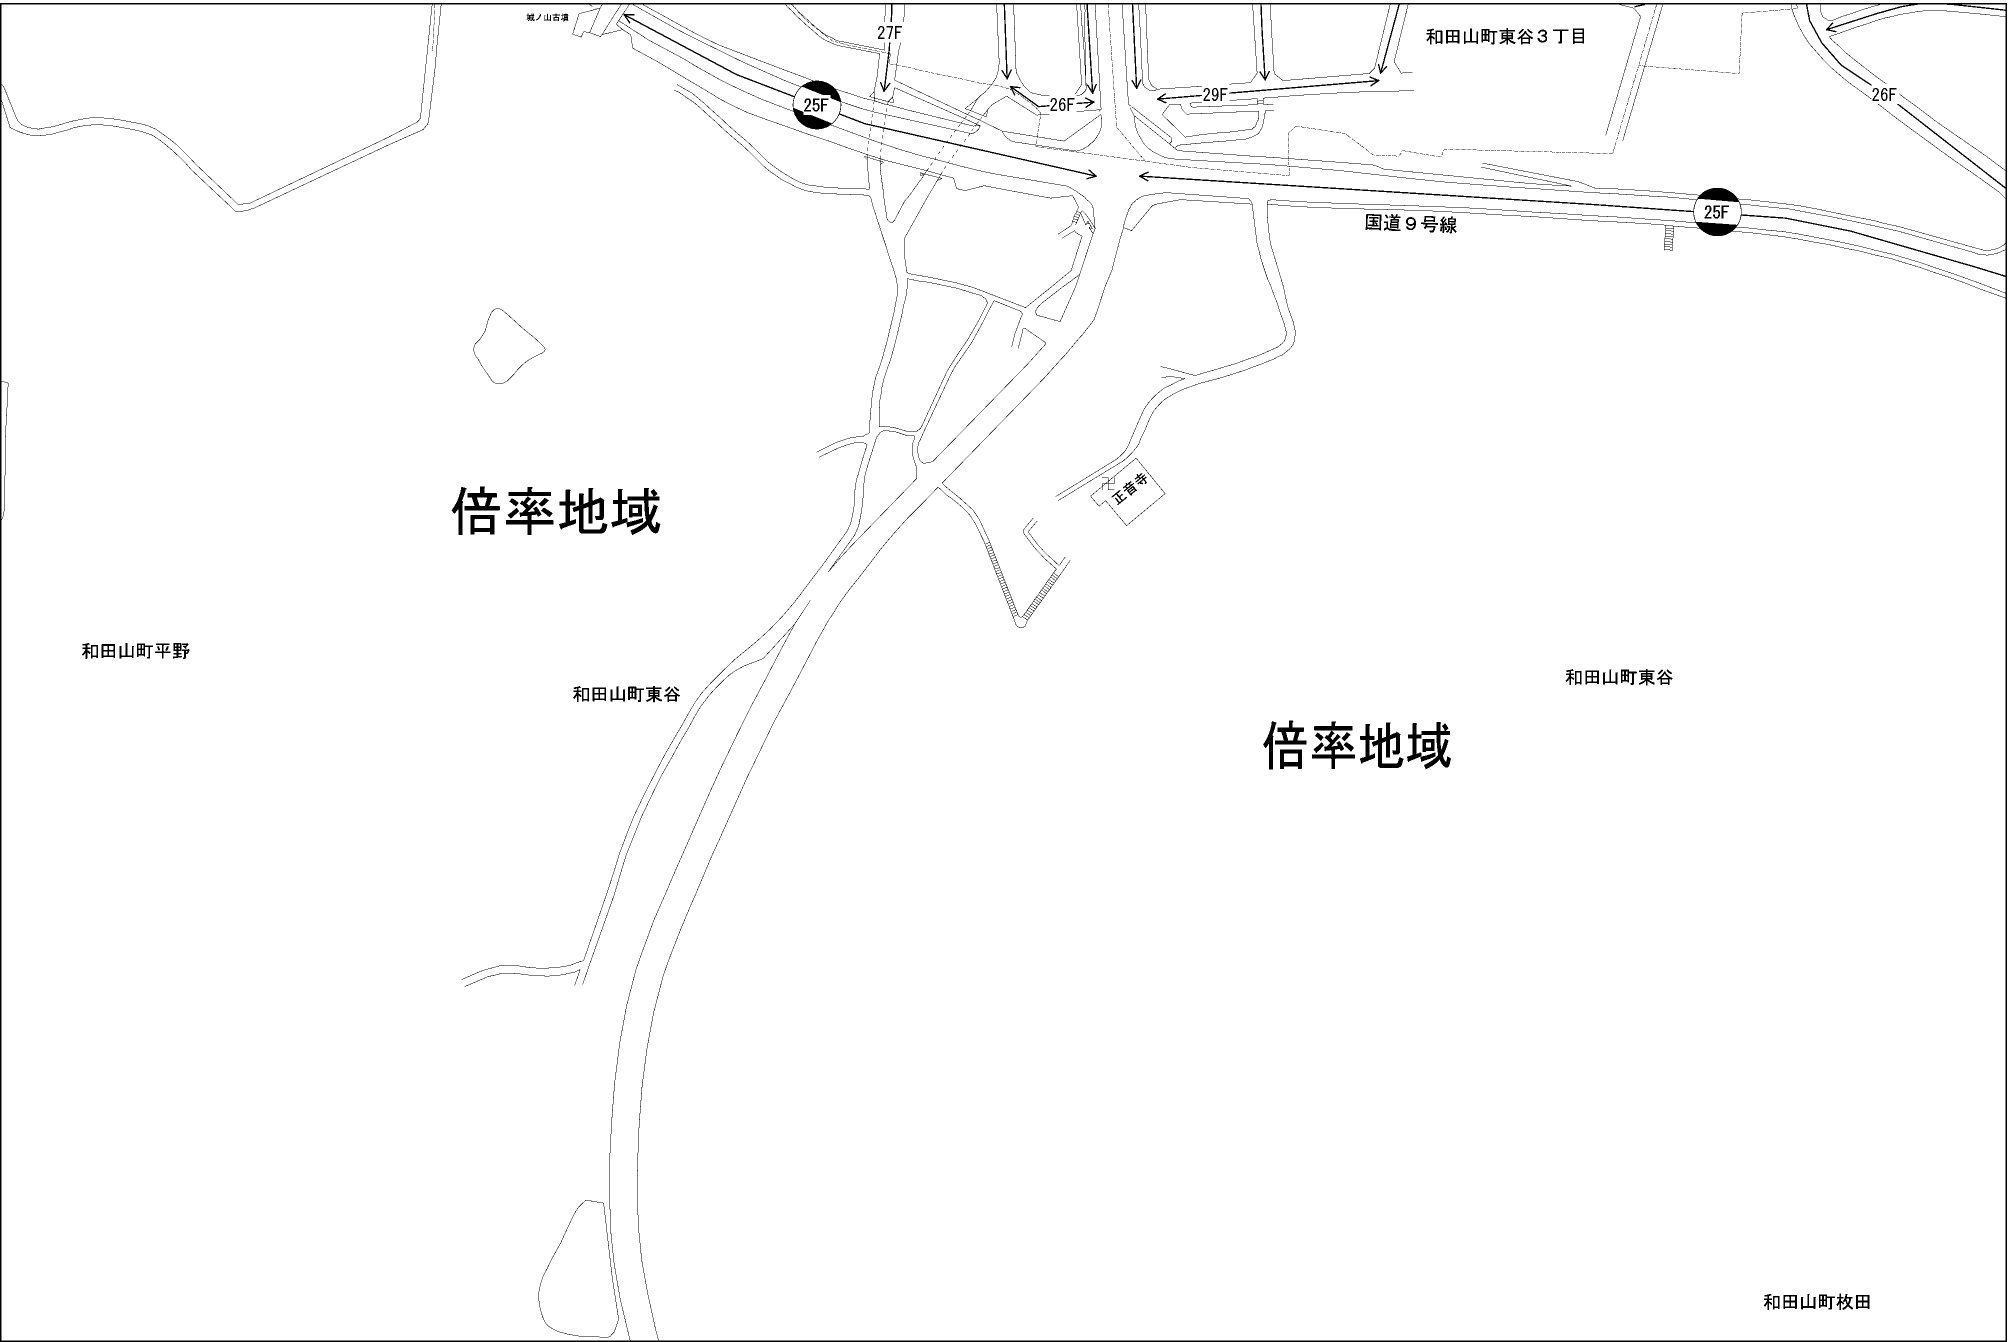 城ノ山古墳
27F
和田山町東谷３丁目
25F
26F
29F
26F
国道９号線
25F
正音寺
倍率地域
和田山町平野
和田山町東谷
和田山町東谷
倍率地域
和田山町枚田